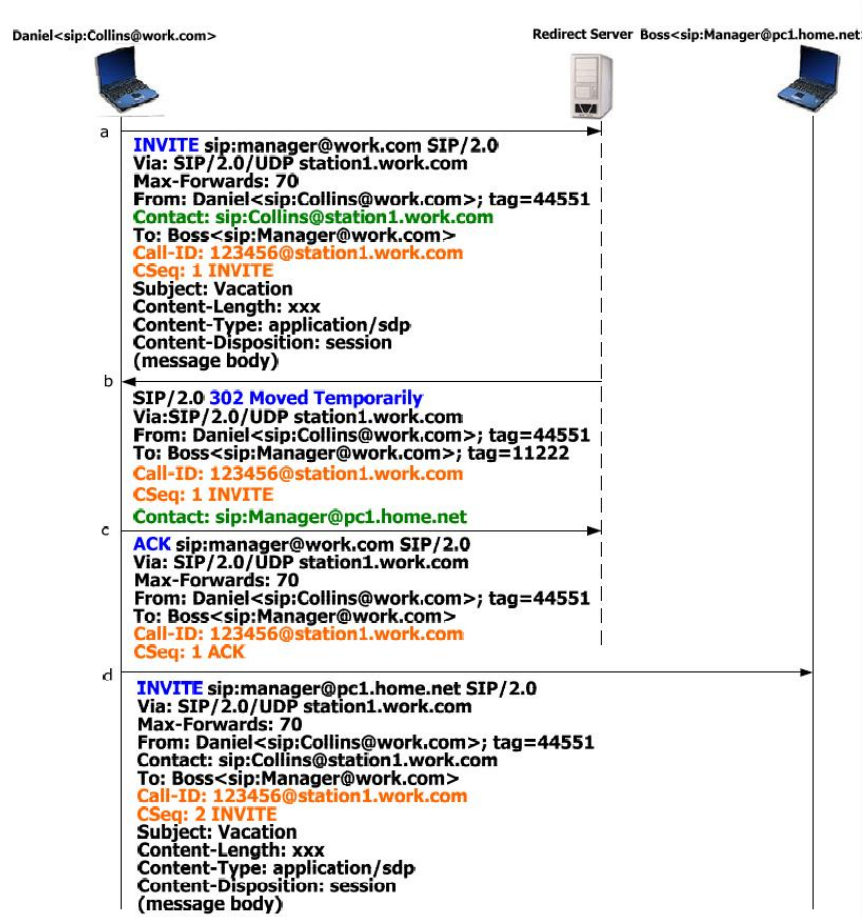 Daniel<sip:Collins@work.com>
Redirect Server Boss<sip:Manager@pc1.home.net
a
INVITE sip:manager@work.com SIP/2.0
Via: SIP/2.0/UDP station1.work.com
Max-Forwards: 70
From: Daniel<sip:Collins@work.com>; tag=44551
Contact: sip:Collins@station1.work.com
To: Boss<sip:Manager@work.com>
Call-ID: 123456@station1.work.com
CSeq: 1 INVITE
Subject: Vacation
Content-Length: xxx
Content-Type: application/sdp
Content-Disposition: session
(message body)
b
SIP/2.0 302 Moved Temporarily
Via:SIP/2.0/UDP station1.work.com
From: Daniel<sip:Collins@work.com>; tag=44551
To: Boss<sip:Manager@work.com>; tag=11222
Call-ID: 123456@station1.work.com
CSeq: 1 INVITE
Contact: sip:Manager@pc1.home.net
c
ACK sip:manager@work.com SIP/2.0
Via: SIP/2.0/UDP station1.work.com
Max-Forwards: 70
From: Daniel<sip:Collins@work.com>; tag=44551
To: Boss<sip:Manager@work.com>
Call-ID: 123456@station1.work.com
CSeq: 1 ACK
d
INVITE sip:manager@pc1.home.net SIP/2.0
Via: SIP/2.0/UDP station1.work.com
Max-Forwards: 70
From: Daniel<sip:Collins@work.com>; tag=44551
Contact: sip:Collins@station1.work.com
To: Boss<sip:Manager@work.com>
Call-ID: 123456@station1.work.com
CSeq: 2 INVITE
Subject: Vacation
Content-Length: xxx
Content-Type: application/sdp
Content-Disposition: session
(message body)